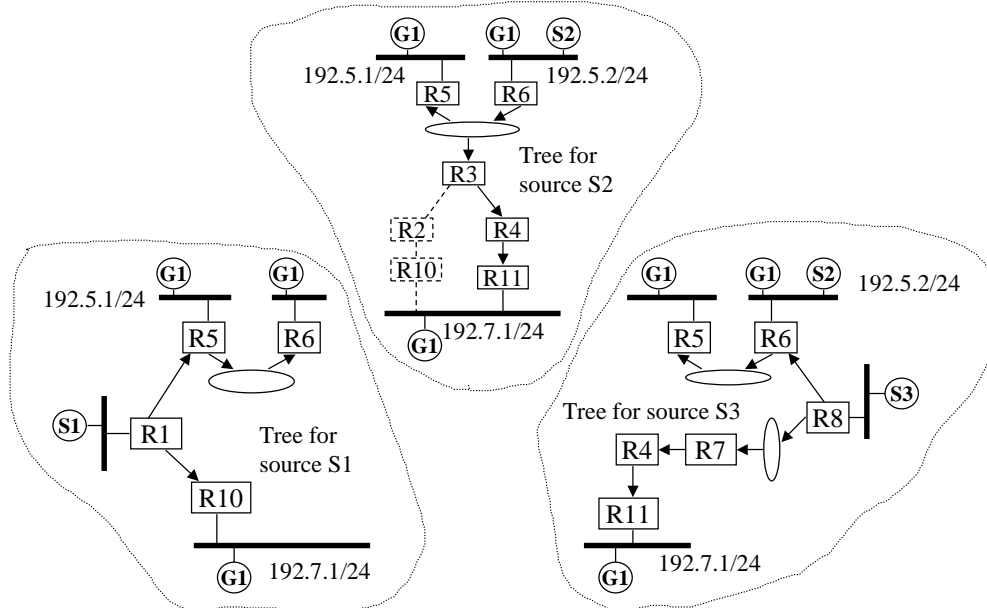 G1
G1
S2
192.5.1/24
192.5.2/24
R5
R6
Tree for
source S2
R3
R2
R4
R10
R11
192.7.1/24
G1
G1
G1
192.5.1/24
R5
R6
S1
R1
Tree for
source S1
R10
192.7.1/24
G1
G1
G1
S2
192.5.2/24
R5
R6
S3
Tree for source S3
R8
R4
R7
R11
192.7.1/24
G1